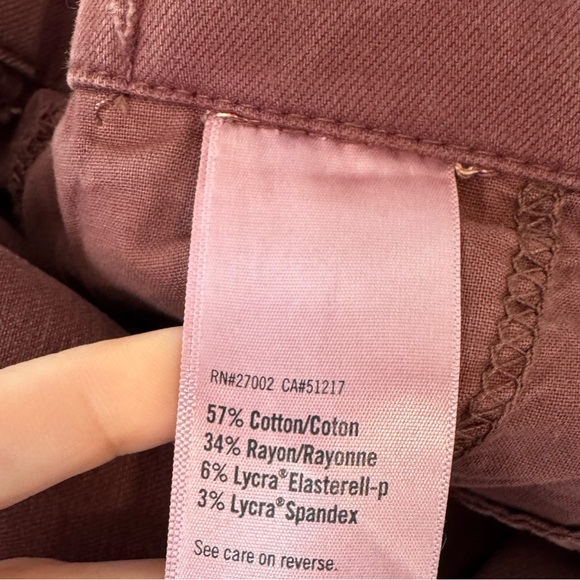 RN#27002 CA#51217
57% Cotton/Coton
34% Rayon/Rayonne
6% Lycra®Elasterell-p
3% Lycra®Spandex
See care on reverse.